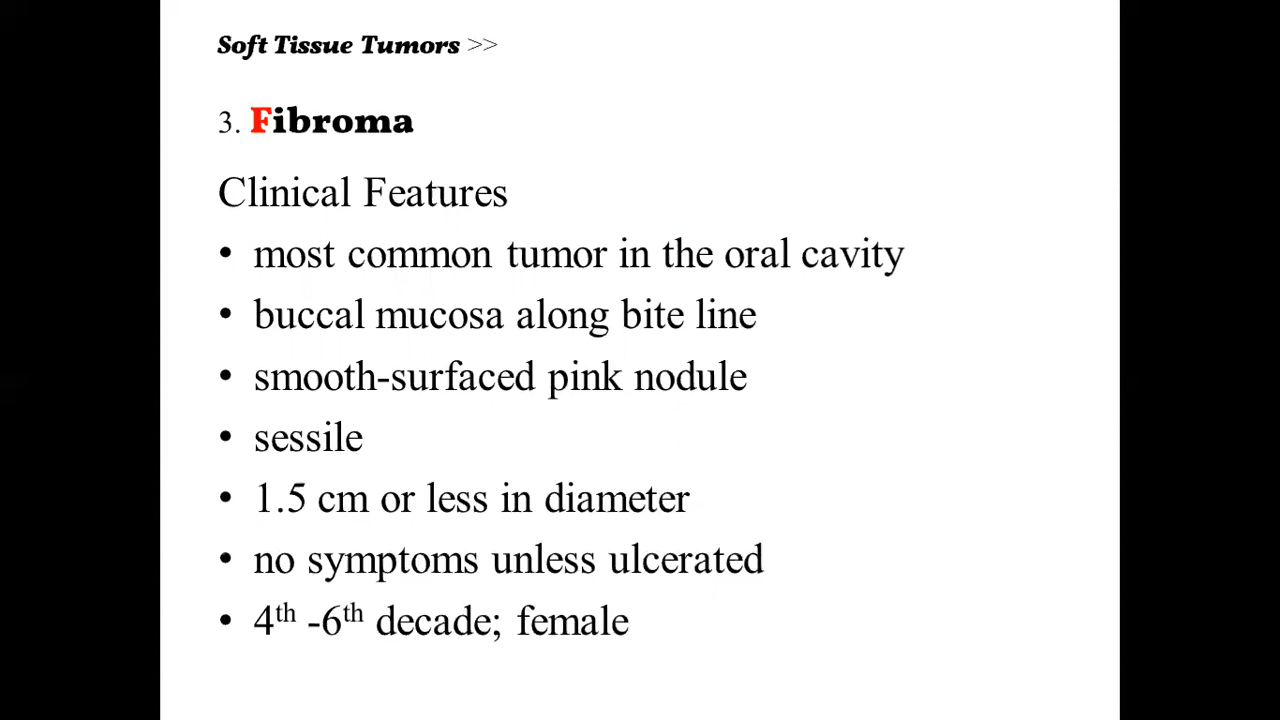 Soft Tissue Tumors >>
3. Fibroma
Clinical Features
• most common tumor in the oral cavity
• buccal mucosa along bite line
• smooth-surfaced pink nodule
• sessile
• 1.5 cm or less in diameter
• no symptoms unless ulcerated
• 4th -6th decade; female